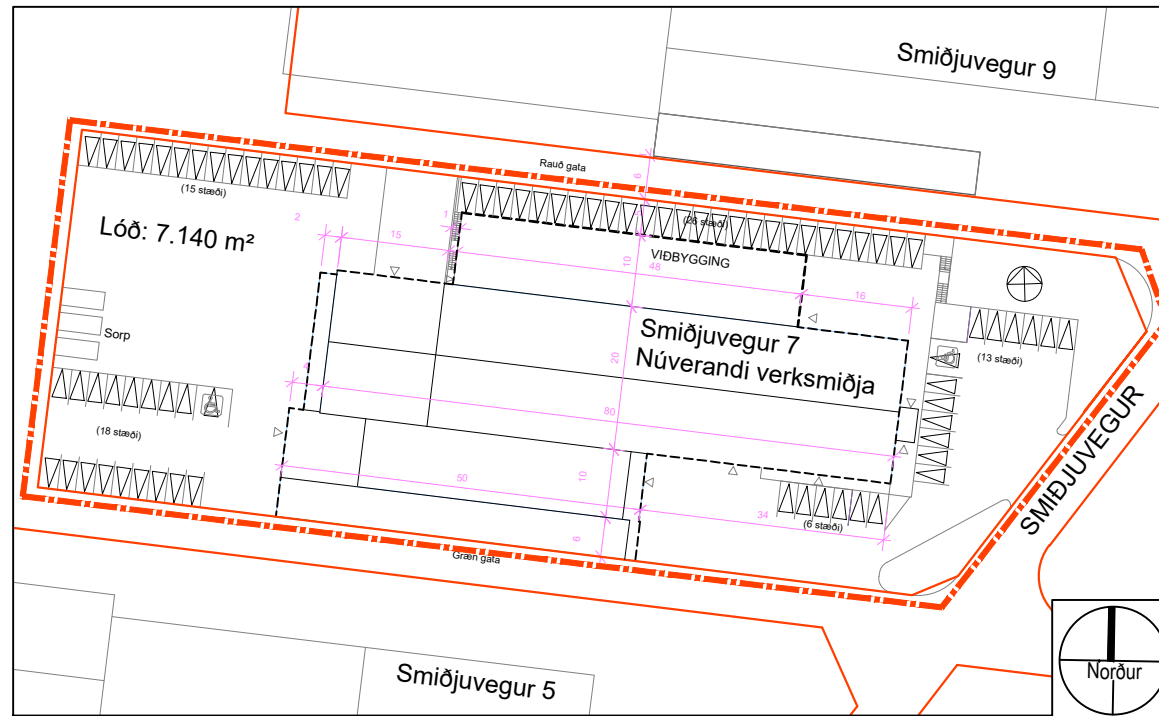 Smiðjuvegur 9
Rauð gata
(15 stæði)
(26 stæði)
6
2
15
1
Lóð: 7.140 m²
VIÐBYGGING
10
48
16
Sorp
Smiðjuvegur 7
Núverandi verksmiðja
20
(13 stæði)
80
(18 stæði)
50
10
34
(6 stæði)
6
Græn gata
SMIÐJUVEGUR
Smiðjuvegur 5
Norður